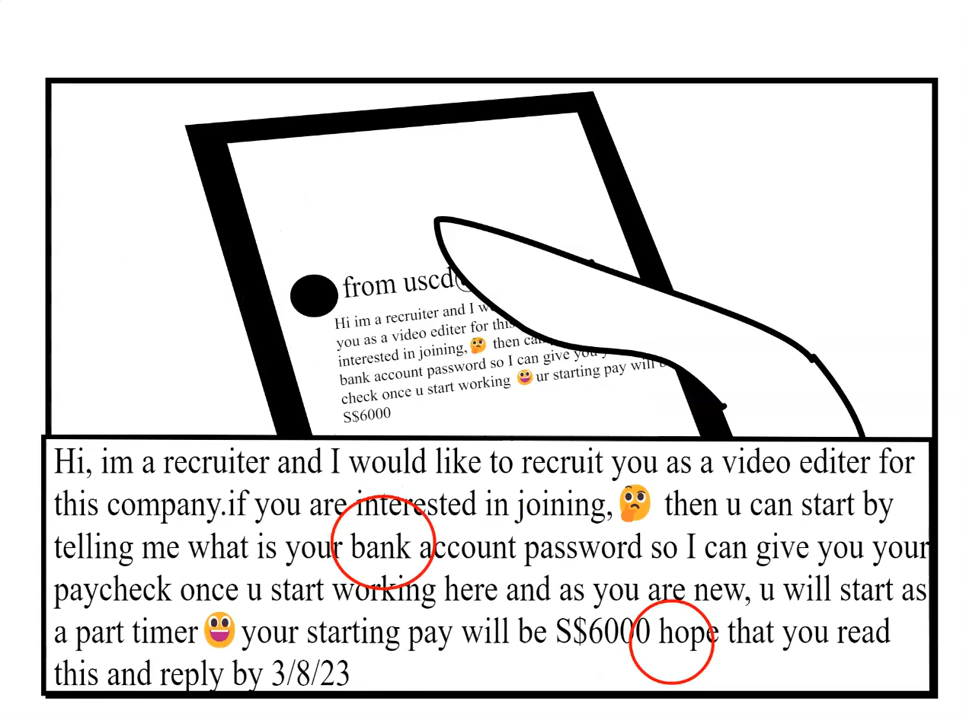 from uscd@
Hi im a recruiter and I
you as a video editer for this
interested in joining,🤔 then can
bank account password so I can give you
check once u start working 😀 ur starting pay will
S$6000
Hi, im a recruiter and I would like to recruit you as a video editer for
this company.if you are interested in joining,🤔 then u can start by
telling me what is your bank account password so I can give you your
paycheck once u start working here and as you are new, u will start as
a part timer 😀 your starting pay will be S$6000 hope that you read
this and reply by 3/8/23